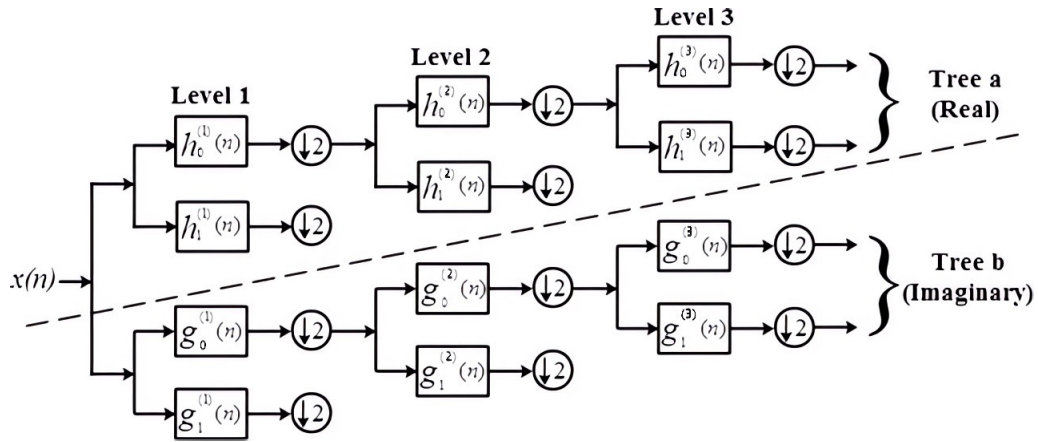 Level 1
Level 2
Level 3
h₀⁽¹⁾(n)
↓2
h₀⁽²⁾(n)
↓2
h₀⁽³⁾(n)
↓2
h₁⁽³⁾(n)
↓2
Tree a
(Real)
h₁⁽²⁾(n)
↓2
h₁⁽¹⁾(n)
↓2
x(n)
g₀⁽¹⁾(n)
↓2
g₀⁽²⁾(n)
↓2
g₀⁽³⁾(n)
↓2
g₁⁽³⁾(n)
↓2
Tree b
(Imaginary)
g₁⁽²⁾(n)
↓2
g₁⁽¹⁾(n)
↓2